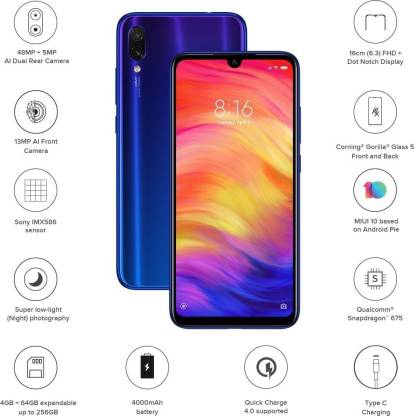 48MP + 5MP
AI Dual Rear Camera
13MP AI Front
Camera
Sony IMX586
sensor
Super low-light
(Night) photography
4GB + 64GB expandable
up to 256GB
8:16
4000mAh
battery
Quick Charge
4.0 supported
16cm (6.3) FHD +
Dot Notch Display
Corning® Gorilla® Glass 5
Front and Back
10
MIUI 10 based
on Android Pie
S
Qualcomm®
Snapdragon™ 675
Type C
Charging